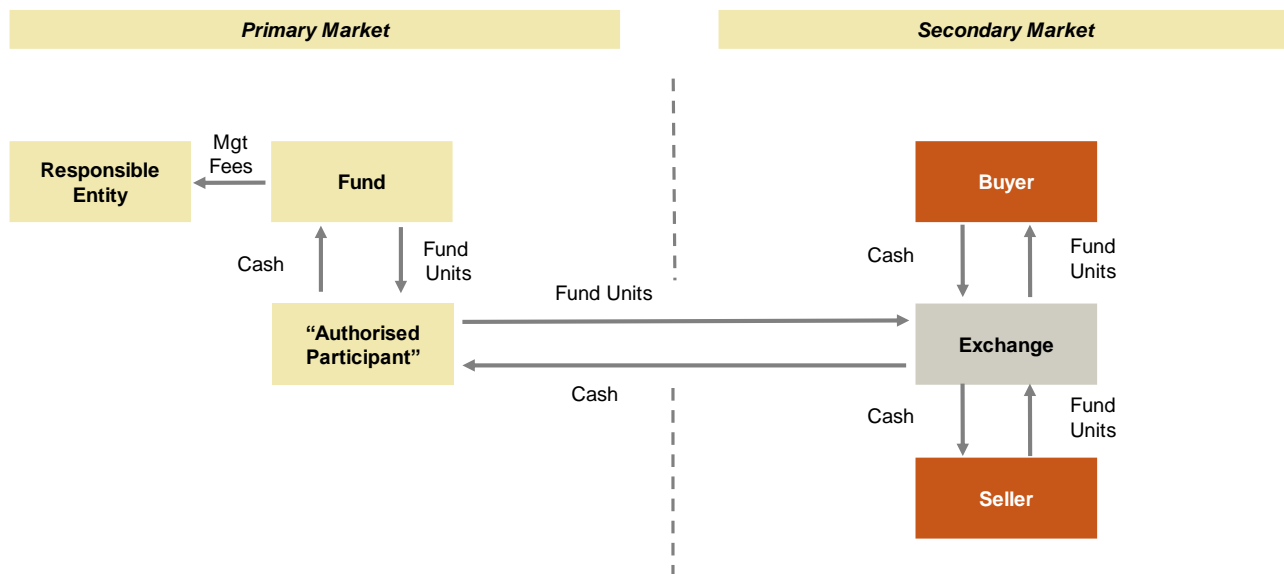 Primary Market
Secondary Market
Mgt
Fees
Responsible
Entity
Fund
Buyer
Cash
Fund
Units
Cash
Fund
Units
Fund Units
“Authorised
Participant”
Exchange
Cash
Cash
Fund
Units
Seller